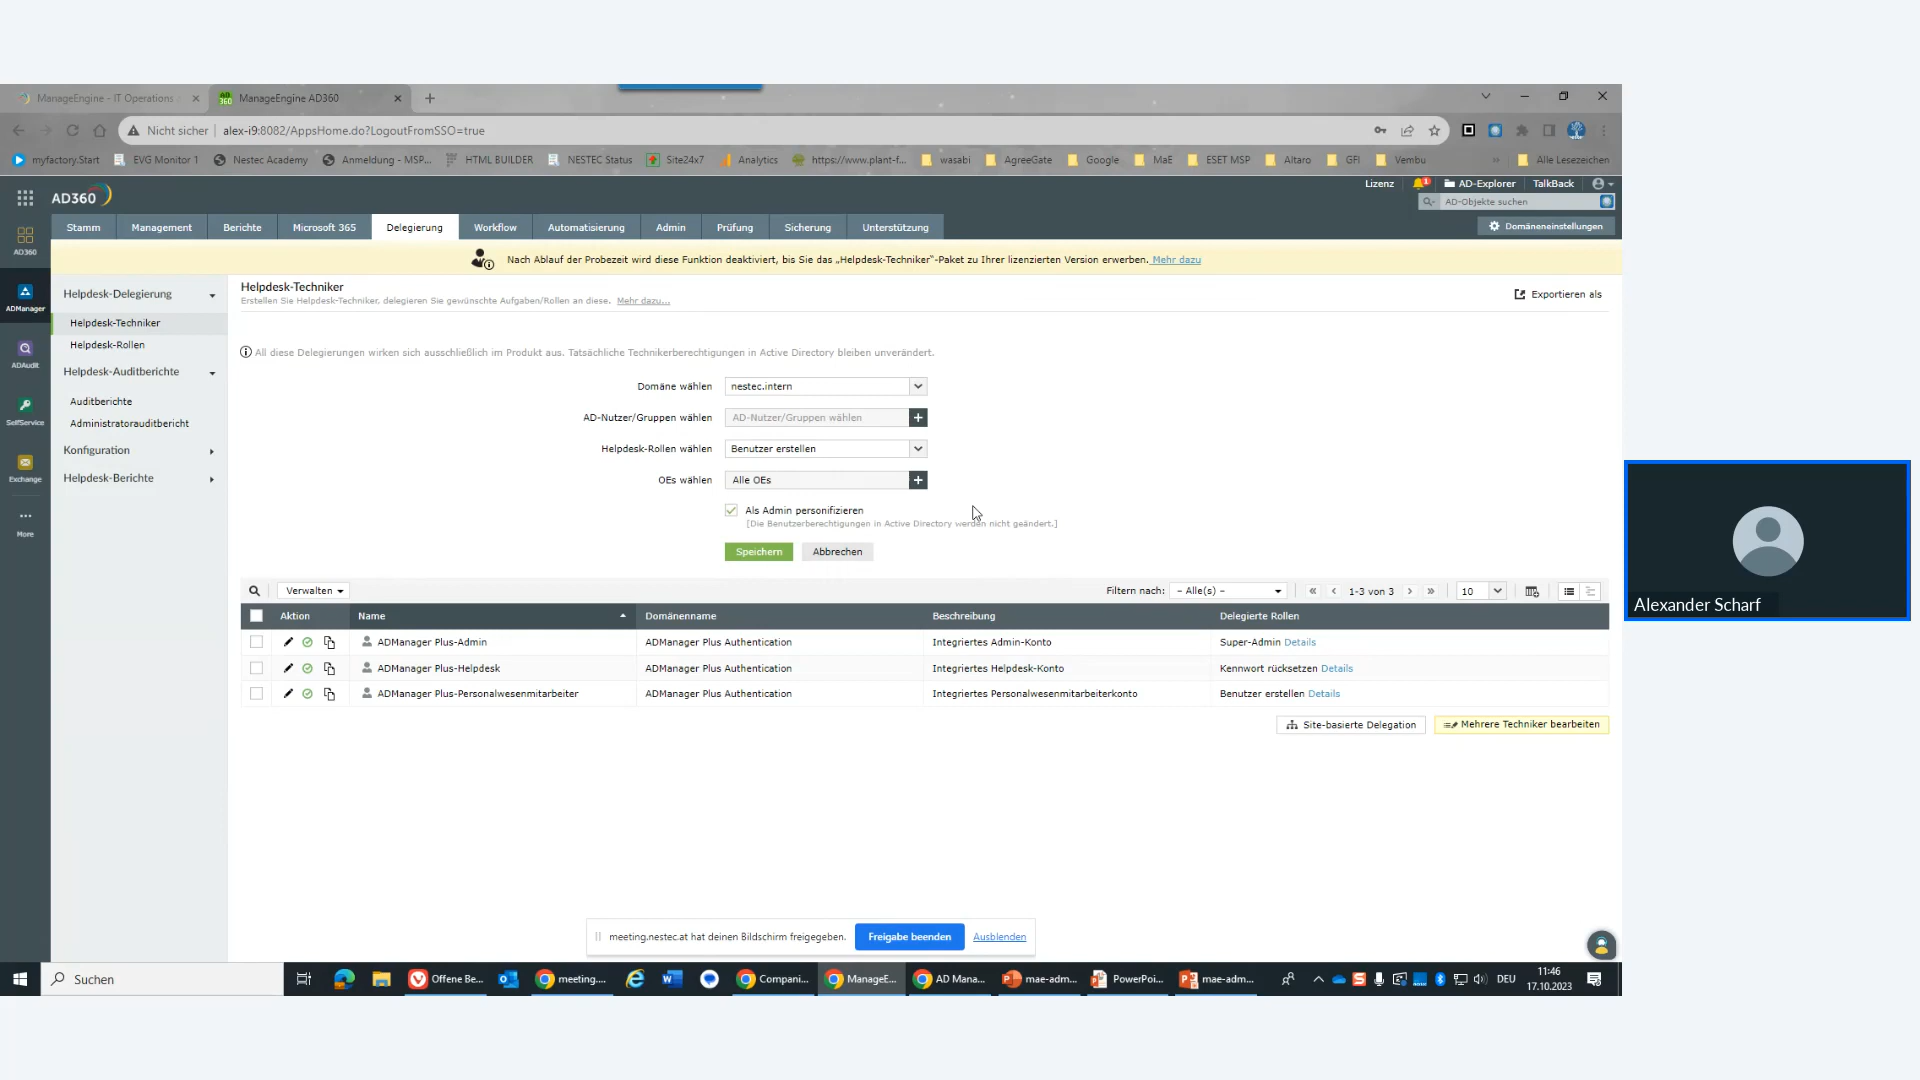 ManageEngine - IT Operations
ManageEngine AD360
Nicht sicher
alex-i9:8082/AppsHome.do?LogoutFromSSO=true
myfactory.Start
EVG Monitor 1
Nestec Academy
Anmeldung - MSP...
HTML BUILDER
NESTEC Status
Site24x7
Analytics
https://www.plant-f...
wasabi
AgreeGate
Google
MaE
ESET MSP
Altaro
GFI
Vembu
»
Alle Lesezeichen
AD360
Lizenz
1
AD-Explorer
TalkBack
AD-Objekte suchen
Stamm
Management
Berichte
Microsoft 365
Delegierung
Workflow
Automatisierung
Admin
Prüfung
Sicherung
Unterstützung
Domäneneinstellungen
Nach Ablauf der Probezeit wird diese Funktion deaktiviert, bis Sie das „Helpdesk-Techniker"-Paket zu Ihrer lizenzierten Version erwerben. Mehr dazu
AD360
ADManager
ADAudit
SelfService
Exchange
More
Helpdesk-Delegierung
Helpdesk-Techniker
Helpdesk-Rollen
Helpdesk-Auditberichte
Auditberichte
Administratorauditbericht
Konfiguration
Helpdesk-Berichte
Helpdesk-Techniker
Erstellen Sie Helpdesk-Techniker, delegieren Sie gewünschte Aufgaben/Rollen an diese. Mehr dazu...
Exportieren als
All diese Delegierungen wirken sich ausschließlich im Produkt aus. Tatsächliche Technikerberechtigungen in Active Directory bleiben unverändert.
Domäne wählen
nestec.intern
AD-Nutzer/Gruppen wählen
AD-Nutzer/Gruppen wählen
Helpdesk-Rollen wählen
Benutzer erstellen
OEs wählen
Alle OEs
Als Admin personifizieren
[Die Benutzerberechtigungen in Active Directory werden nicht geändert.]
Speichern
Abbrechen
Verwalten
Filtern nach:
- Alle(s) -
1-3 von 3
10
Aktion
Name
Domänenname
Beschreibung
Delegierte Rollen
ADManager Plus-Admin
ADManager Plus Authentication
Integriertes Admin-Konto
Super-Admin Details
ADManager Plus-Helpdesk
ADManager Plus Authentication
Integriertes Helpdesk-Konto
Kennwort rücksetzen Details
ADManager Plus-Personalwesenmitarbeiter
ADManager Plus Authentication
Integriertes Personalwesenmitarbeiterkonto
Benutzer erstellen Details
Site-basierte Delegation
Mehrere Techniker bearbeiten
meeting.nestec.at hat deinen Bildschirm freigegeben.
Freigabe beenden
Ausblenden
Suchen
Offene Be...
meeting....
Compani...
ManageE...
AD Mana...
mae-adm...
PowerPoi...
mae-adm...
DEU
11:46
17.10.2023
Alexander Scharf